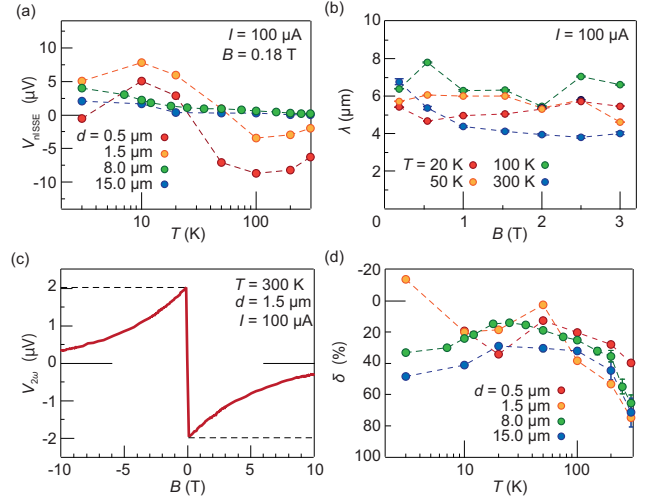 (a)
I = 100 µA
B = 0.18 T
10
5
0
-5
-10
V nlSSE (µV)
d = 0.5 µm
1.5 µm
8.0 µm
15.0 µm
10
100
T (K)
(b)
I = 100 µA
10
8
6
4
2
0
λ (µm)
T = 20 K
50 K
100 K
300 K
0
1
2
3
B (T)
(c)
T = 300 K
d = 1.5 µm
I = 100 µA
2
1
0
-1
-2
V 2ω (µV)
-10
-5
0
5
10
B (T)
(d)
-20
0
20
40
60
80
100
δ (%)
d = 0.5 µm
1.5 µm
8.0 µm
15.0 µm
10
100
T (K)